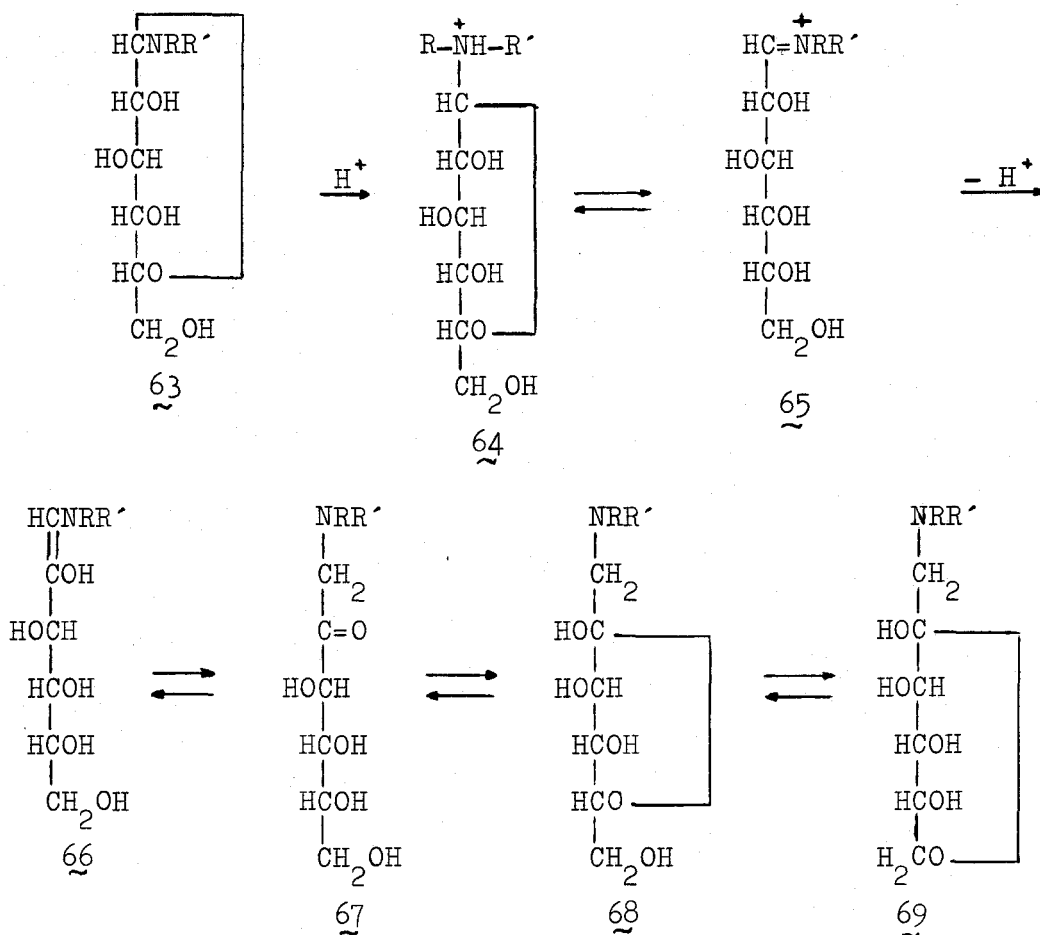 HCNRR′
HCOH
HOCH
HCOH
HCO
CH2OH
63
H+
+
R–NH–R′
HC
HCOH
HOCH
HCOH
HCO
CH2OH
64
+
HC=NRR′
HCOH
HOCH
HCOH
HCOH
CH2OH
65
– H+
HCNRR′
COH
HOCH
HCOH
HCOH
CH2OH
66
NRR′
CH2
C=O
HOCH
HCOH
HCOH
CH2OH
67
NRR′
CH2
HOC
HOCH
HCOH
HCO
CH2OH
68
NRR′
CH2
HOC
HOCH
HCOH
HCOH
H2CO
69